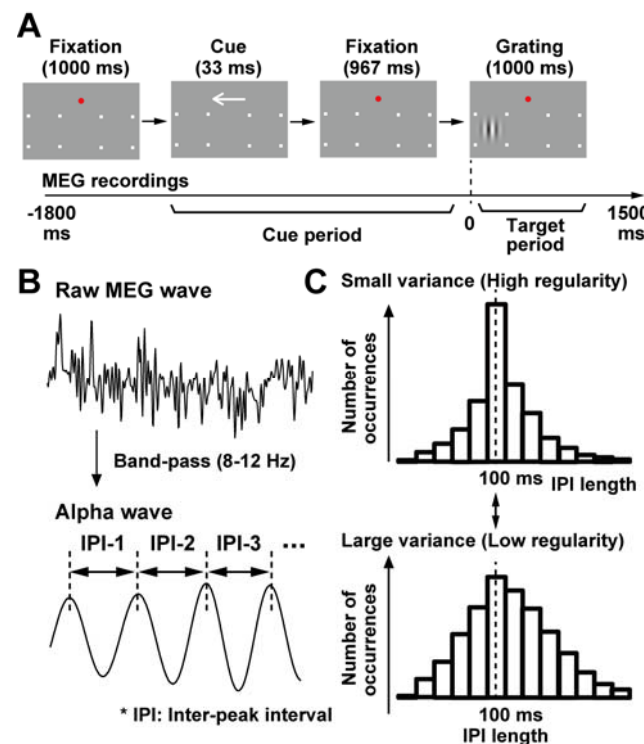 A
Fixation
(1000 ms)
Cue
(33 ms)
Fixation
(967 ms)
Grating
(1000 ms)
MEG recordings
-1800
ms
Cue period
0
Target
period
1500
ms
B
Raw MEG wave
Band-pass (8-12 Hz)
Alpha wave
IPI-1 IPI-2 IPI-3 ...
* IPI: Inter-peak interval
C
Small variance (High regularity)
Number of
occurrences
100 ms IPI length
Large variance (Low regularity)
Number of
occurrences
100 ms
IPI length